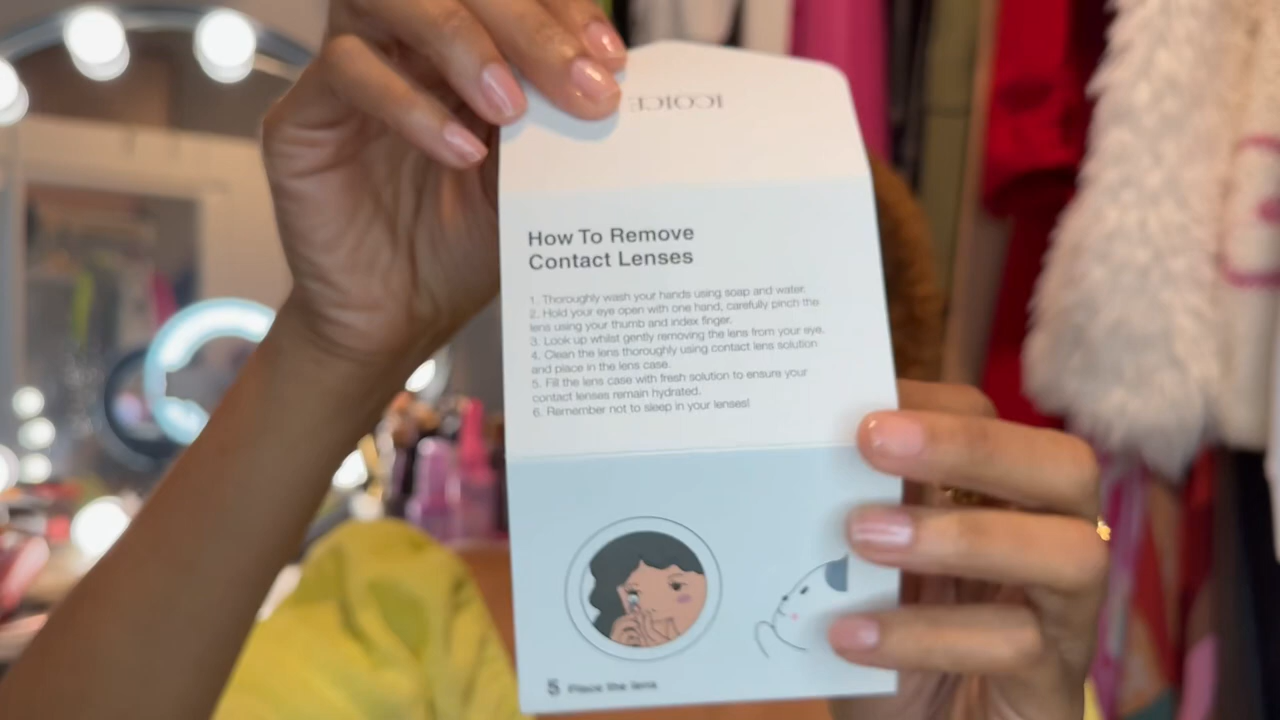 ICOICE
How To Remove
Contact Lenses
1. Thoroughly wash your hands using soap and water.
2. Hold your eye open with one hand, carefully pinch the
lens using your thumb and index finger.
3. Look up whilst gently removing the lens from your eye.
4. Clean the lens thoroughly using contact lens solution
and place in the lens case.
5. Fill the lens case with fresh solution to ensure your
contact lenses remain hydrated.
6. Remember not to sleep in your lenses!
5 Place the lens